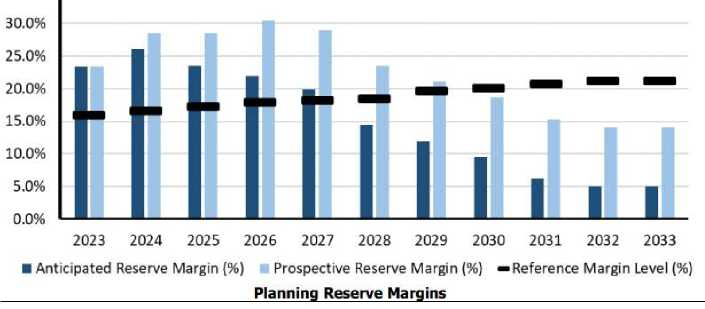 30.0%
25.0%
20.0%
15.0%
10.0%
5.0%
0.0%
2023 2024 2025 2026 2027 2028 2029 2030 2031 2032 2033
Anticipated Reserve Margin (%) Prospective Reserve Margin (%) Reference Margin Level (%)
Planning Reserve Margins